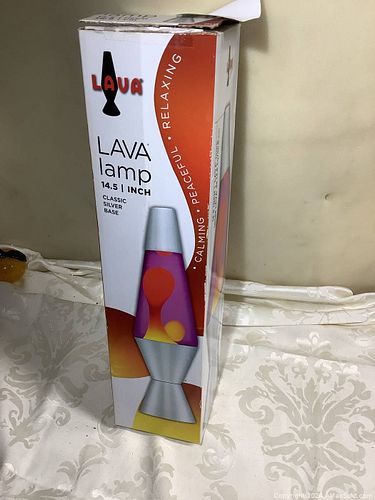 LAVA®
LAVA®
lamp
14.5 | INCH
CLASSIC
SILVER
BASE
CALMING • PEACEFUL • RELAXING